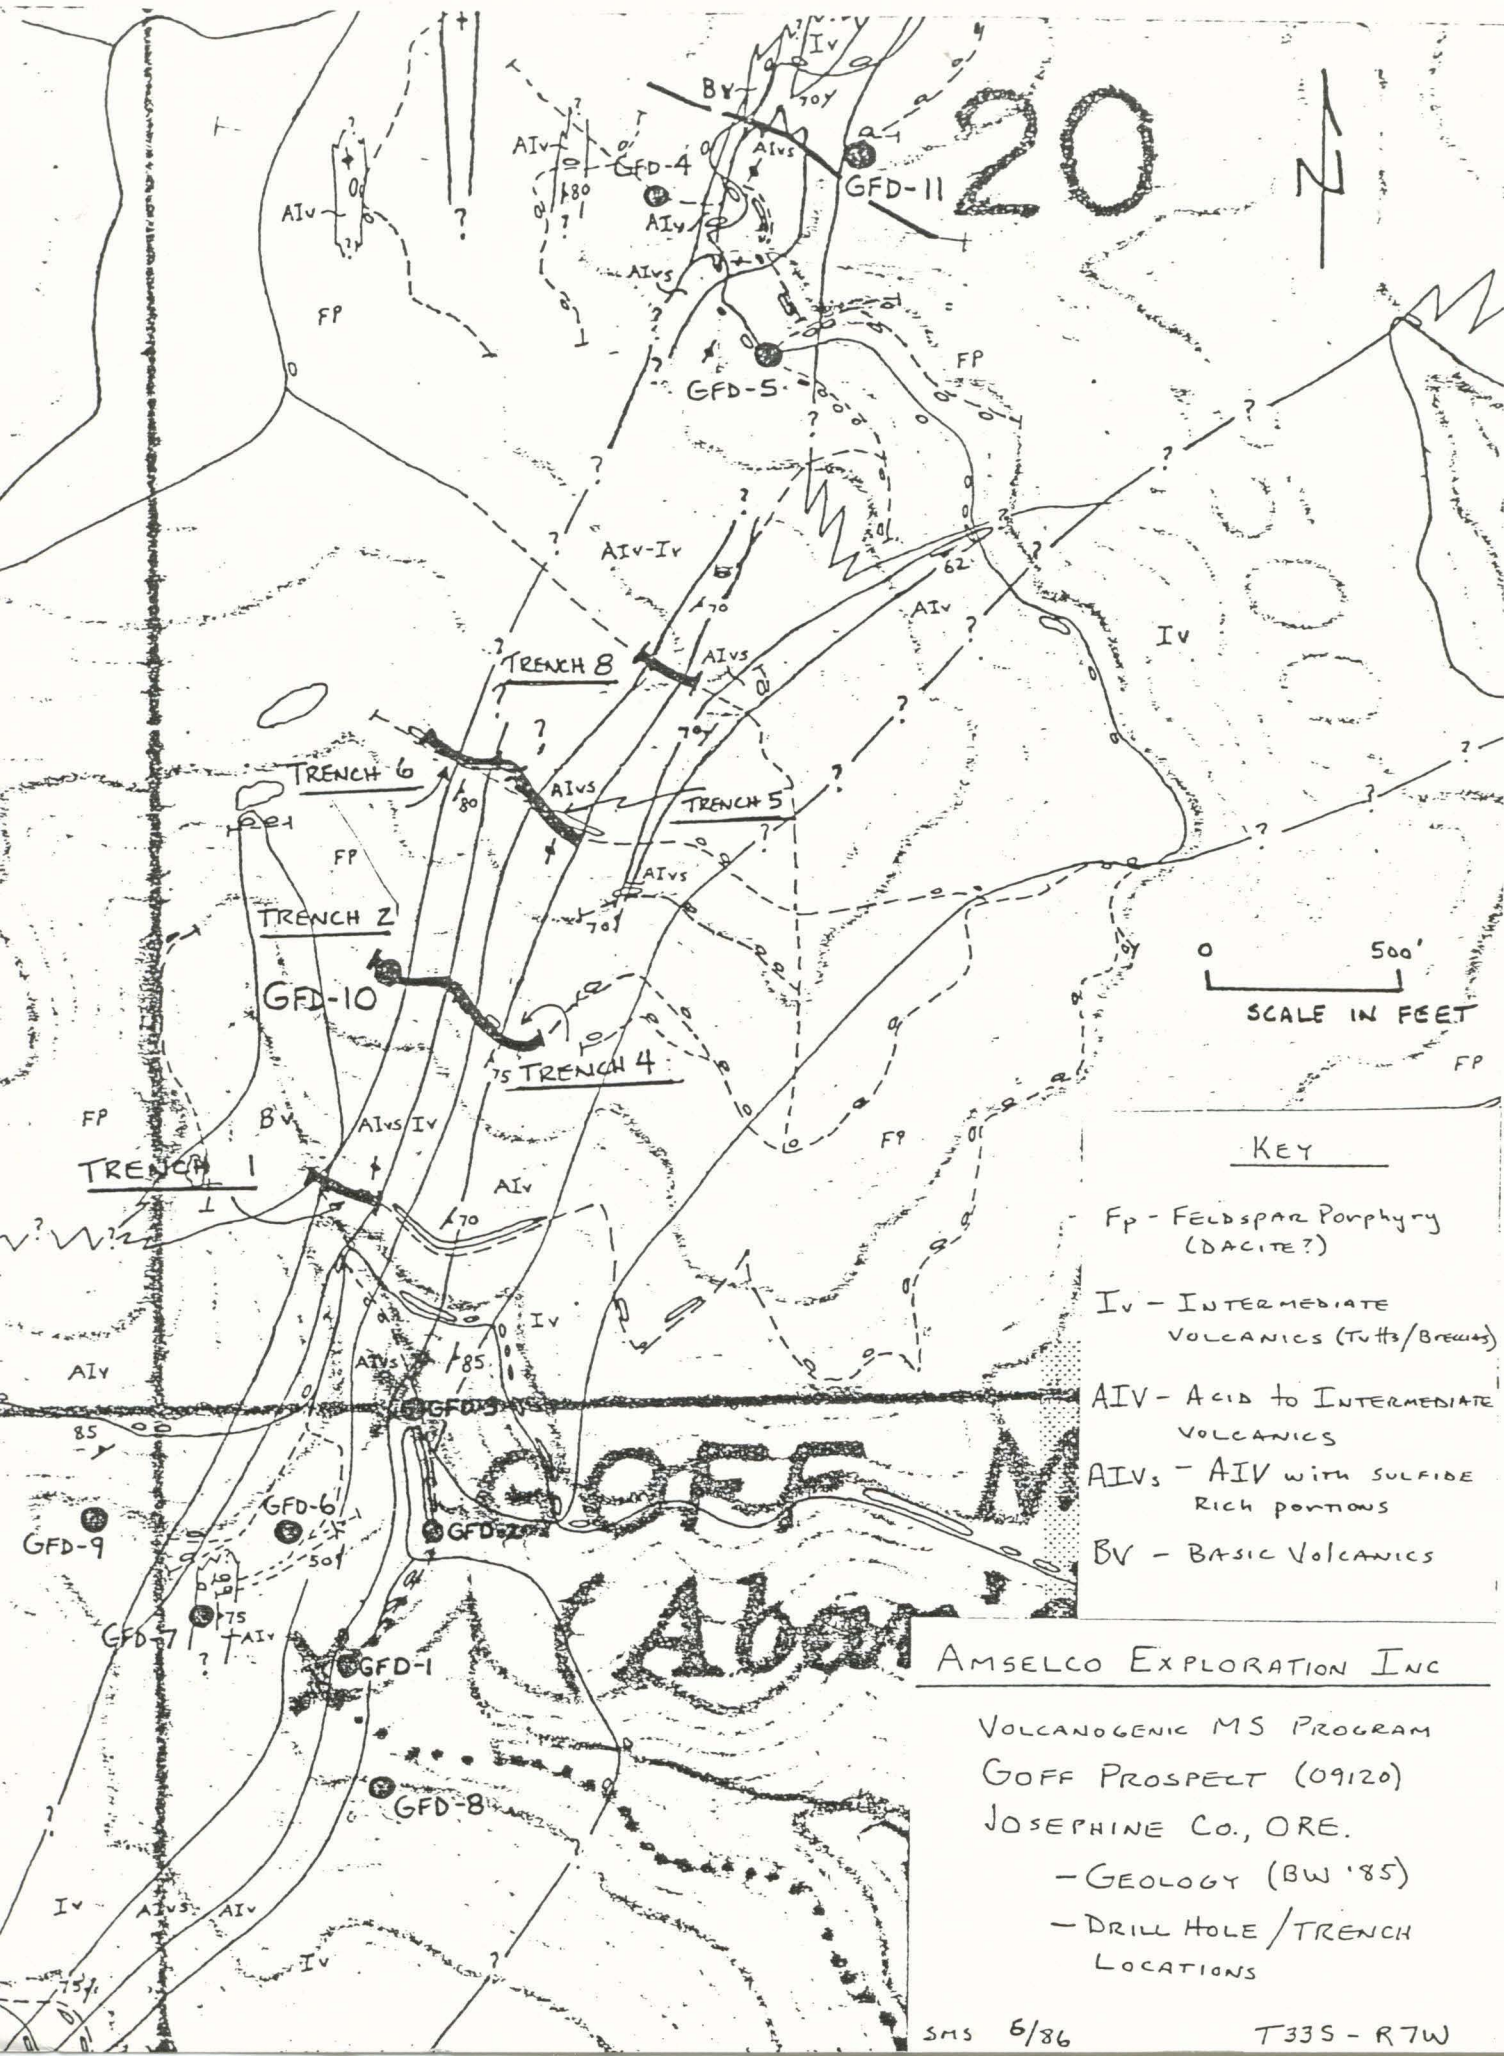 Iv
BV
70
AIvs
AIv
GFD-4
80
GFD-11
20
N
AIv
AIv
AIvs
FP
FP
GFD-5
AIv-Iv
62
70
AIv
Iv
TRENCH 8
AIvs
70
TRENCH 6
80
AIvs
TRENCH 5
FP
AIvs
TRENCH 2
70
GFD-10
0 500'
SCALE IN FEET
75 TRENCH 4
FP
FP
BV
AIvs
Iv
FP
TRENCH 1
AIv
70
Iv
AIv
AIvs
85
GFD-3
85
GOFF M
GFD-6
GFD-9
GFD-2
50
GFD-7
75
AIv
Aban
GFD-1
GFD-8
Iv
AIVs
AIv
Iv
75
KEY
FP - FELDSPAR Porphyry
(DACITE?)
Iv - INTERMEDIATE
VOLCANICS (Tuffs/Breccias)
AIV - ACID to INTERMEDIATE
VOLCANICS
AIVs - AIV with SULFIDE
RICH portions
BV - BASIC VOLCANICS
AMSELCO EXPLORATION INC
VOLCANOGENIC MS PROGRAM
GOFF PROSPECT (09120)
JOSEPHINE CO., ORE.
- GEOLOGY (BW '85)
- DRILL HOLE / TRENCH
LOCATIONS
SMS 6/86
T33S - R7W